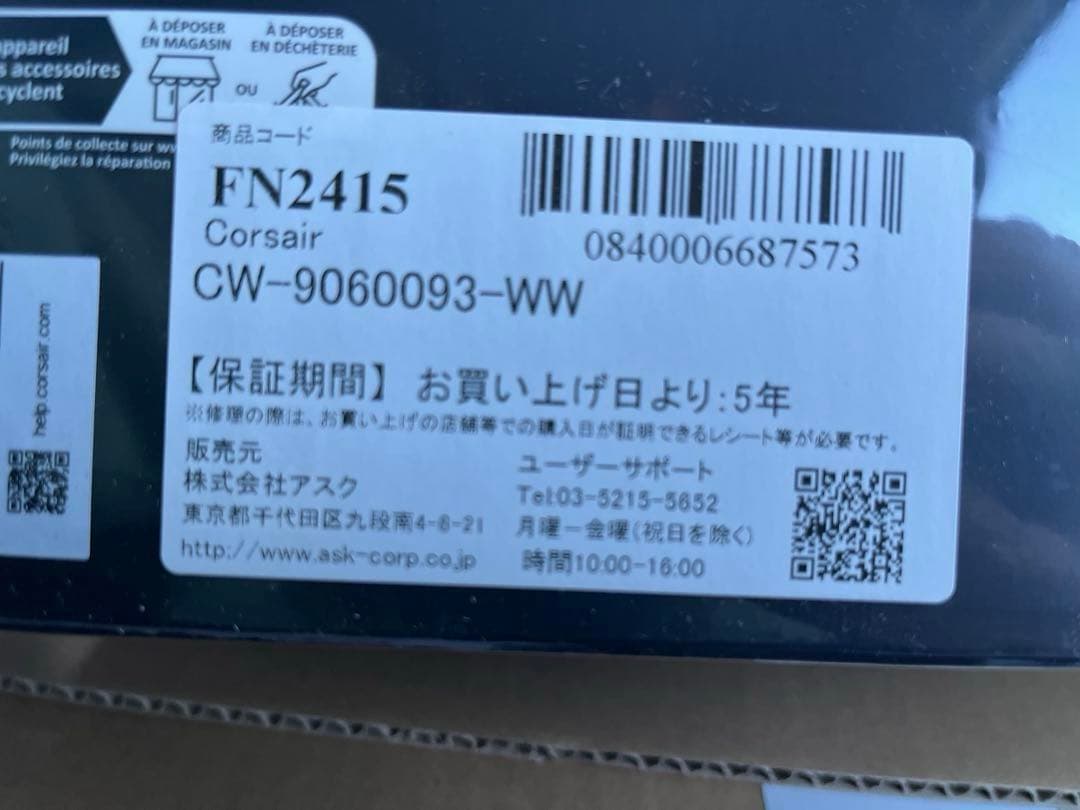 À DÉPOSER
EN MAGASIN
À DÉPOSER
EN DÉCHÈTERIE
appareil
s accessoires
cyclent
OU
Points de collecte sur ww
Privilégiez la réparation
商品コード
FN2415
Corsair
0840006687573
CW-9060093-WW
【保証期間】 お買い上げ日より:5年
※修理の際は、お買い上げの店舗等での購入日が証明できるレシート等が必要です。
販売元
株式会社アスク
東京都千代田区九段南4-8-21
http://www.ask-corp.co.jp
ユーザーサポート
Tel:03-5215-5652
月曜－金曜(祝日を除く)
時間10:00-16:00
help.corsair.com